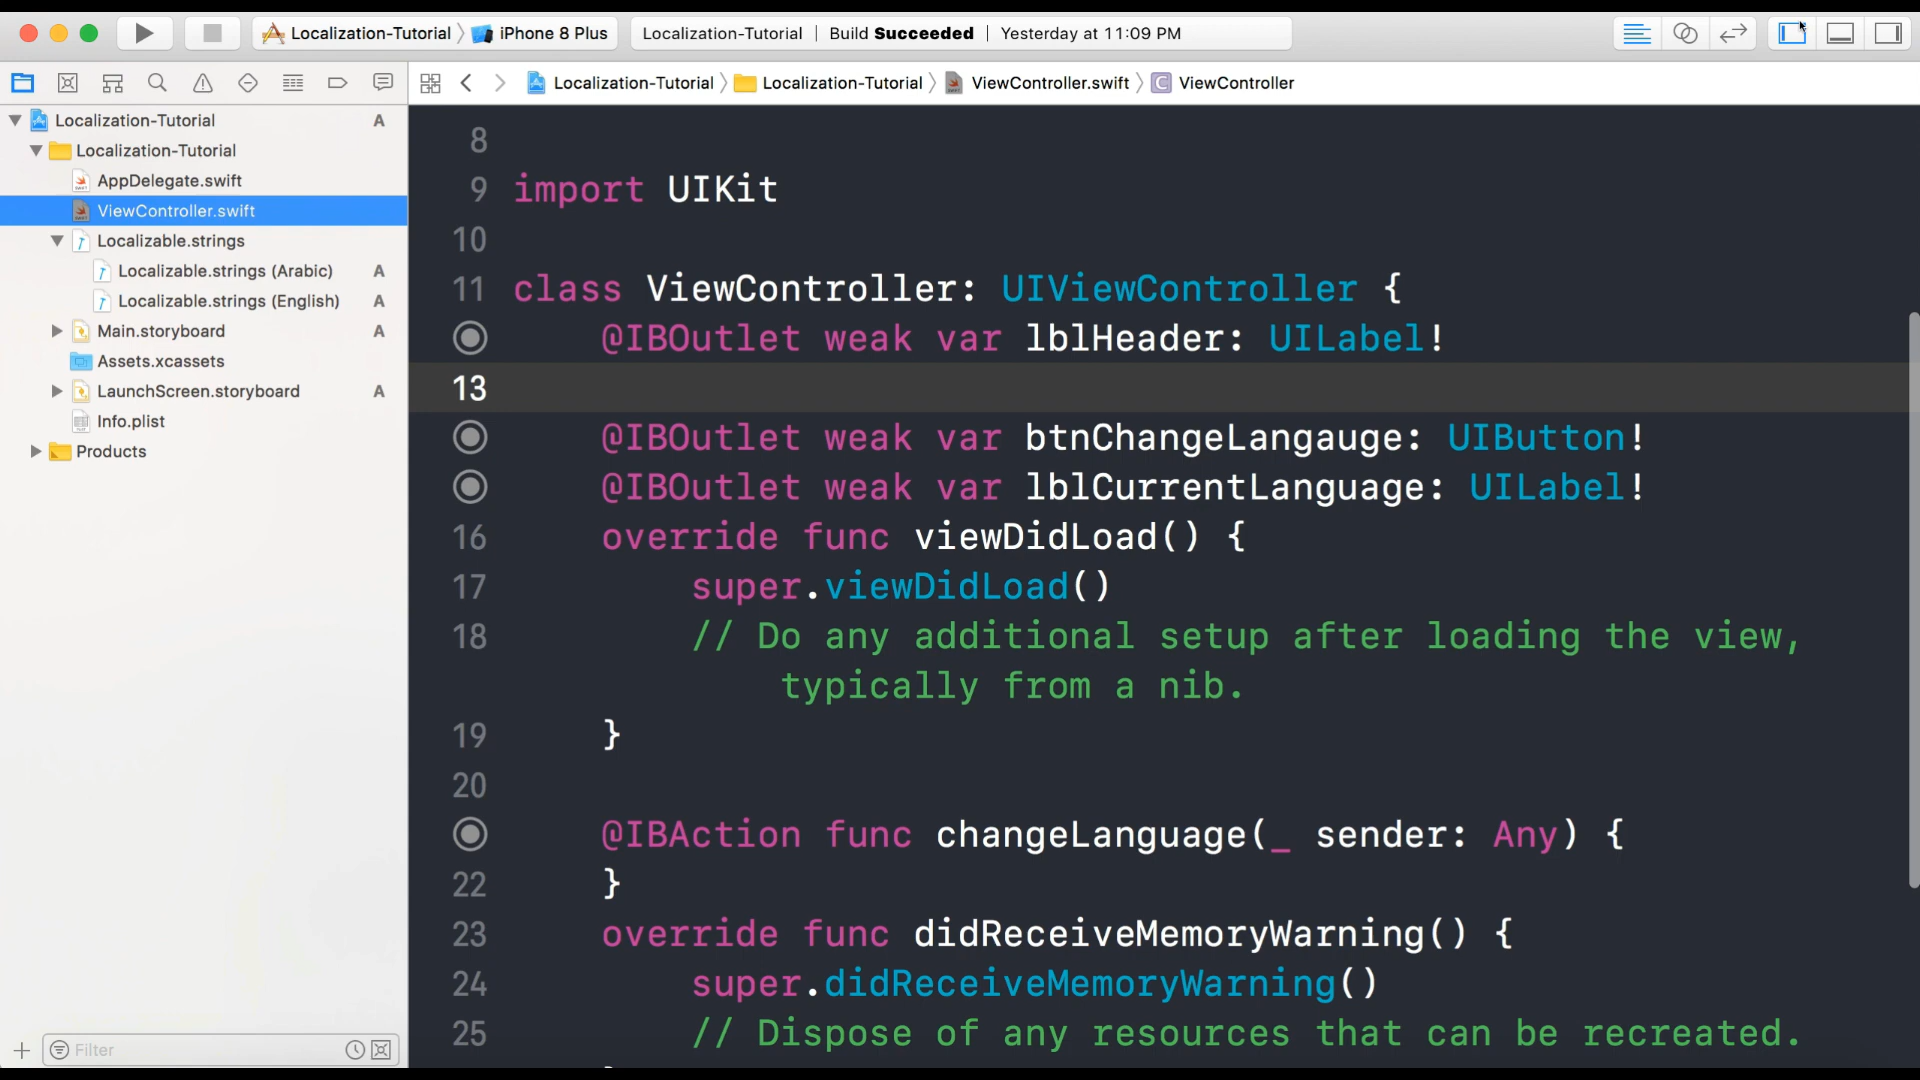 Localization-Tutorial iPhone 8 Plus Localization-Tutorial | Build Succeeded | Yesterday at 11:09 PM
Localization-Tutorial Localization-Tutorial ViewController.swift C ViewController
Localization-Tutorial A
Localization-Tutorial
AppDelegate.swift
ViewController.swift
Localizable.strings
Localizable.strings (Arabic) A
Localizable.strings (English) A
Main.storyboard A
Assets.xcassets
LaunchScreen.storyboard A
Info.plist
Products
Filter
8
9 import UIKit
10
11 class ViewController: UIViewController {
@IBOutlet weak var lblHeader: UILabel!
13
@IBOutlet weak var btnChangeLangauge: UIButton!
@IBOutlet weak var lblCurrentLanguage: UILabel!
16 override func viewDidLoad() {
17 super.viewDidLoad()
18 // Do any additional setup after loading the view,
typically from a nib.
19 }
20
@IBAction func changeLanguage(_ sender: Any) {
22 }
23 override func didReceiveMemoryWarning() {
24 super.didReceiveMemoryWarning()
25 // Dispose of any resources that can be recreated.